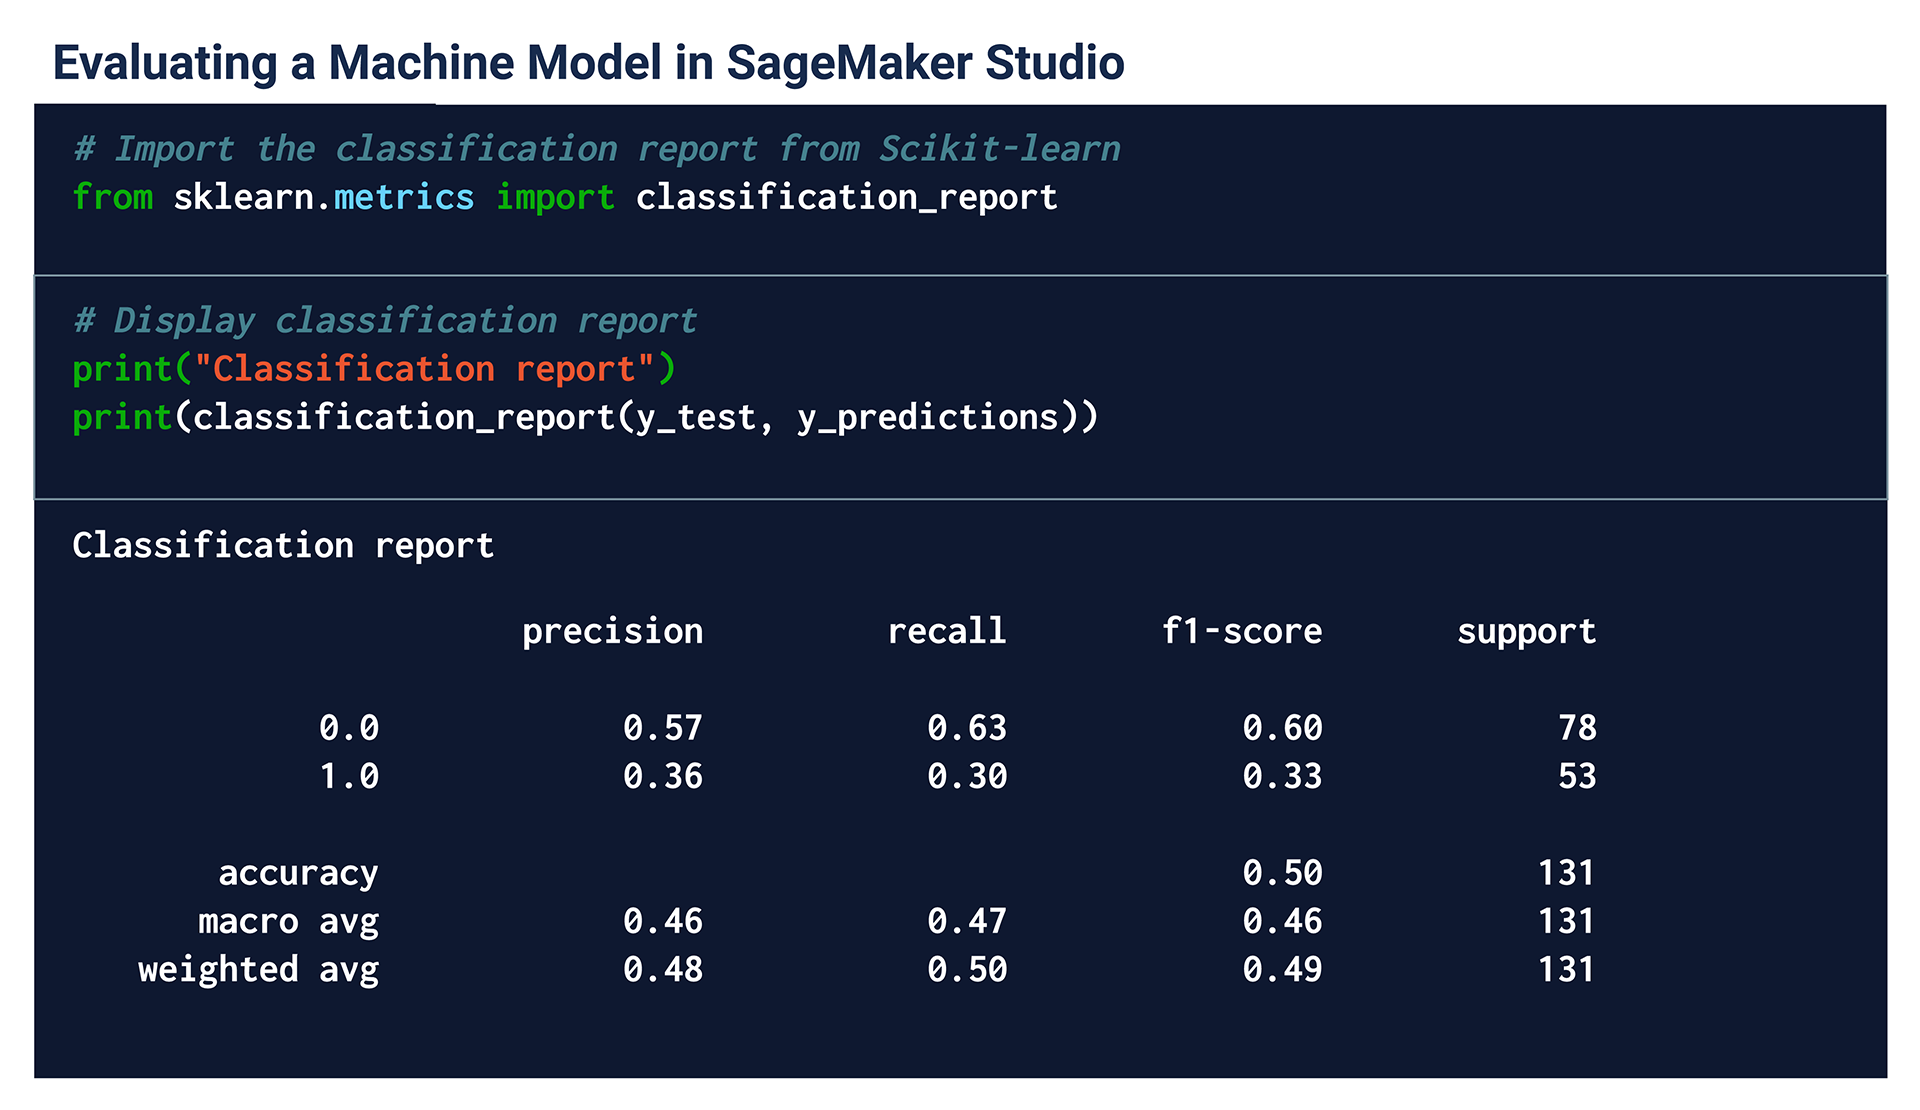 Evaluating a Machine Model in SageMaker Studio
# Import the classification report from Scikit-learn
from sklearn.metrics import classification_report
# Display classification report
print("Classification report")
print(classification_report(y_test, y_predictions))
Classification report
precision recall f1-score support
0.0 0.57 0.63 0.60 78
1.0 0.36 0.30 0.33 53
accuracy 0.50 131
macro avg 0.46 0.47 0.46 131
weighted avg 0.48 0.50 0.49 131